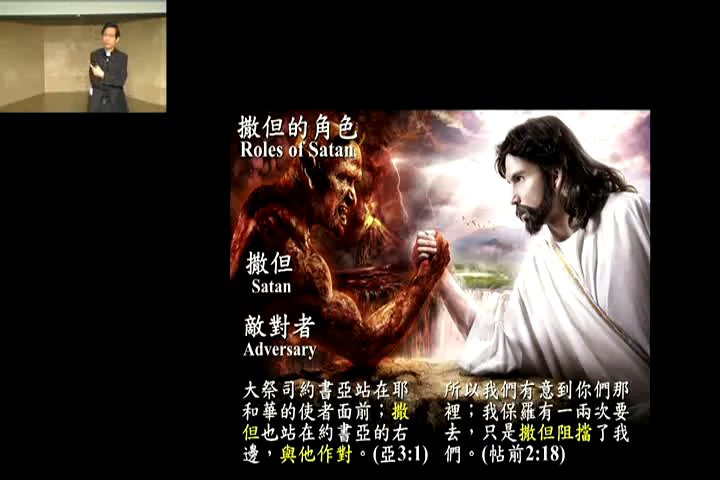 撒但的角色
Roles of Satan
撒但
Satan
敵對者
Adversary
大祭司約書亞站在耶
和華的使者面前；撒
但也站在約書亞的右
邊，與他作對。(亞3:1)
所以我們有意到你們那
裡；我保羅有一兩次要
去，只是撒但阻擋了我
們。(帖前2:18)